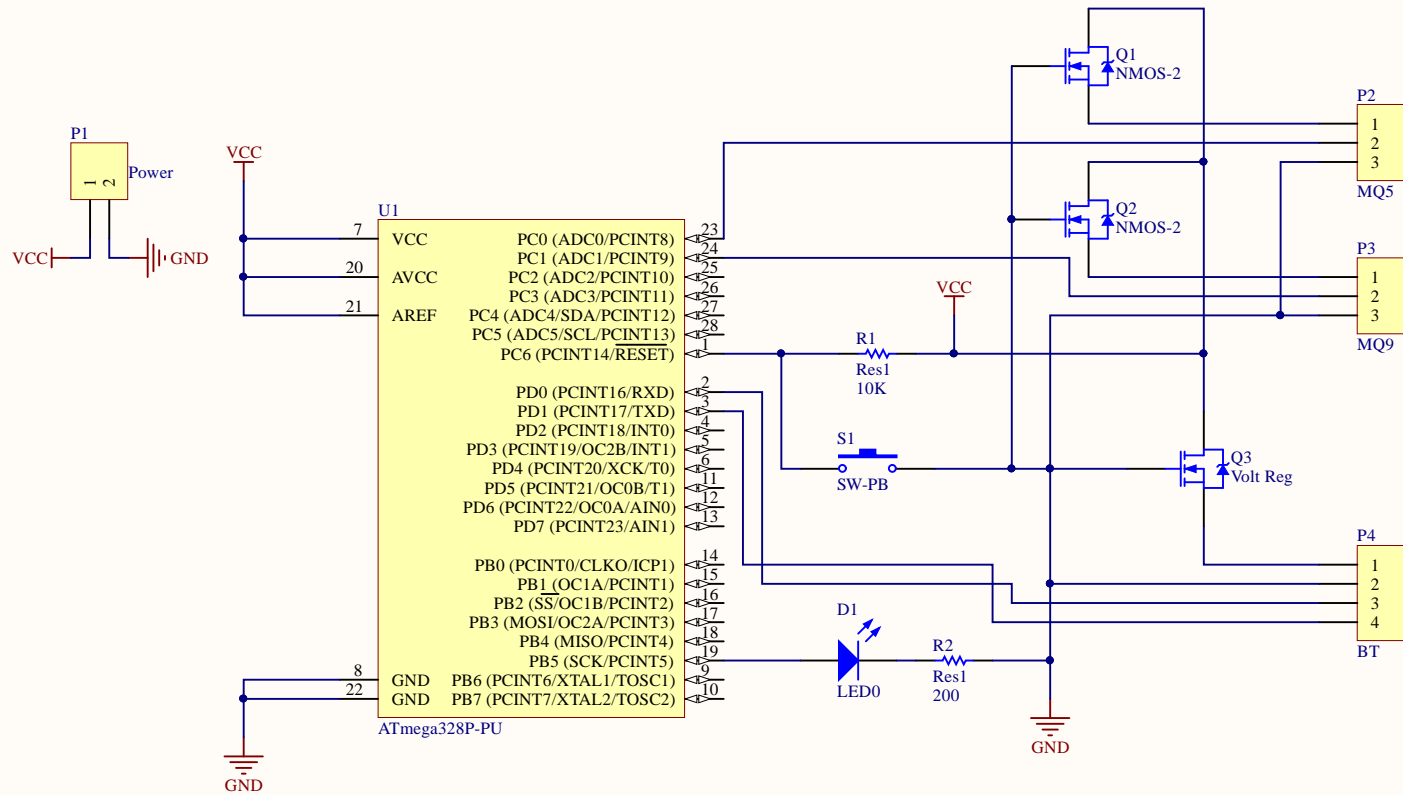 P1
1
2
Power
VCC
GND
VCC
U1
7
VCC
20
AVCC
21
AREF
8
GND
22
GND
GND
ATmega328P-PU
PC0 (ADC0/PCINT8)
23
PC1 (ADC1/PCINT9)
24
PC2 (ADC2/PCINT10)
25
PC3 (ADC3/PCINT11)
26
PC4 (ADC4/SDA/PCINT12)
27
PC5 (ADC5/SCL/PCINT13)
28
PC6 (PCINT14/RESET)
1
PD0 (PCINT16/RXD)
2
PD1 (PCINT17/TXD)
3
PD2 (PCINT18/INT0)
4
PD3 (PCINT19/OC2B/INT1)
5
PD4 (PCINT20/XCK/T0)
6
PD5 (PCINT21/OC0B/T1)
11
PD6 (PCINT22/OC0A/AIN0)
12
PD7 (PCINT23/AIN1)
13
PB0 (PCINT0/CLKO/ICP1)
14
PB1 (OC1A/PCINT1)
15
PB2 (SS/OC1B/PCINT2)
16
PB3 (MOSI/OC2A/PCINT3)
17
PB4 (MISO/PCINT4)
18
PB5 (SCK/PCINT5)
19
PB6 (PCINT6/XTAL1/TOSC1)
9
PB7 (PCINT7/XTAL2/TOSC2)
10
VCC
R1
Res1
10K
S1
SW-PB
D1
LED0
R2
Res1
200
GND
Q1
NMOS-2
Q2
NMOS-2
Q3
Volt Reg
P2
1
2
3
MQ5
P3
1
2
3
MQ9
P4
1
2
3
4
BT